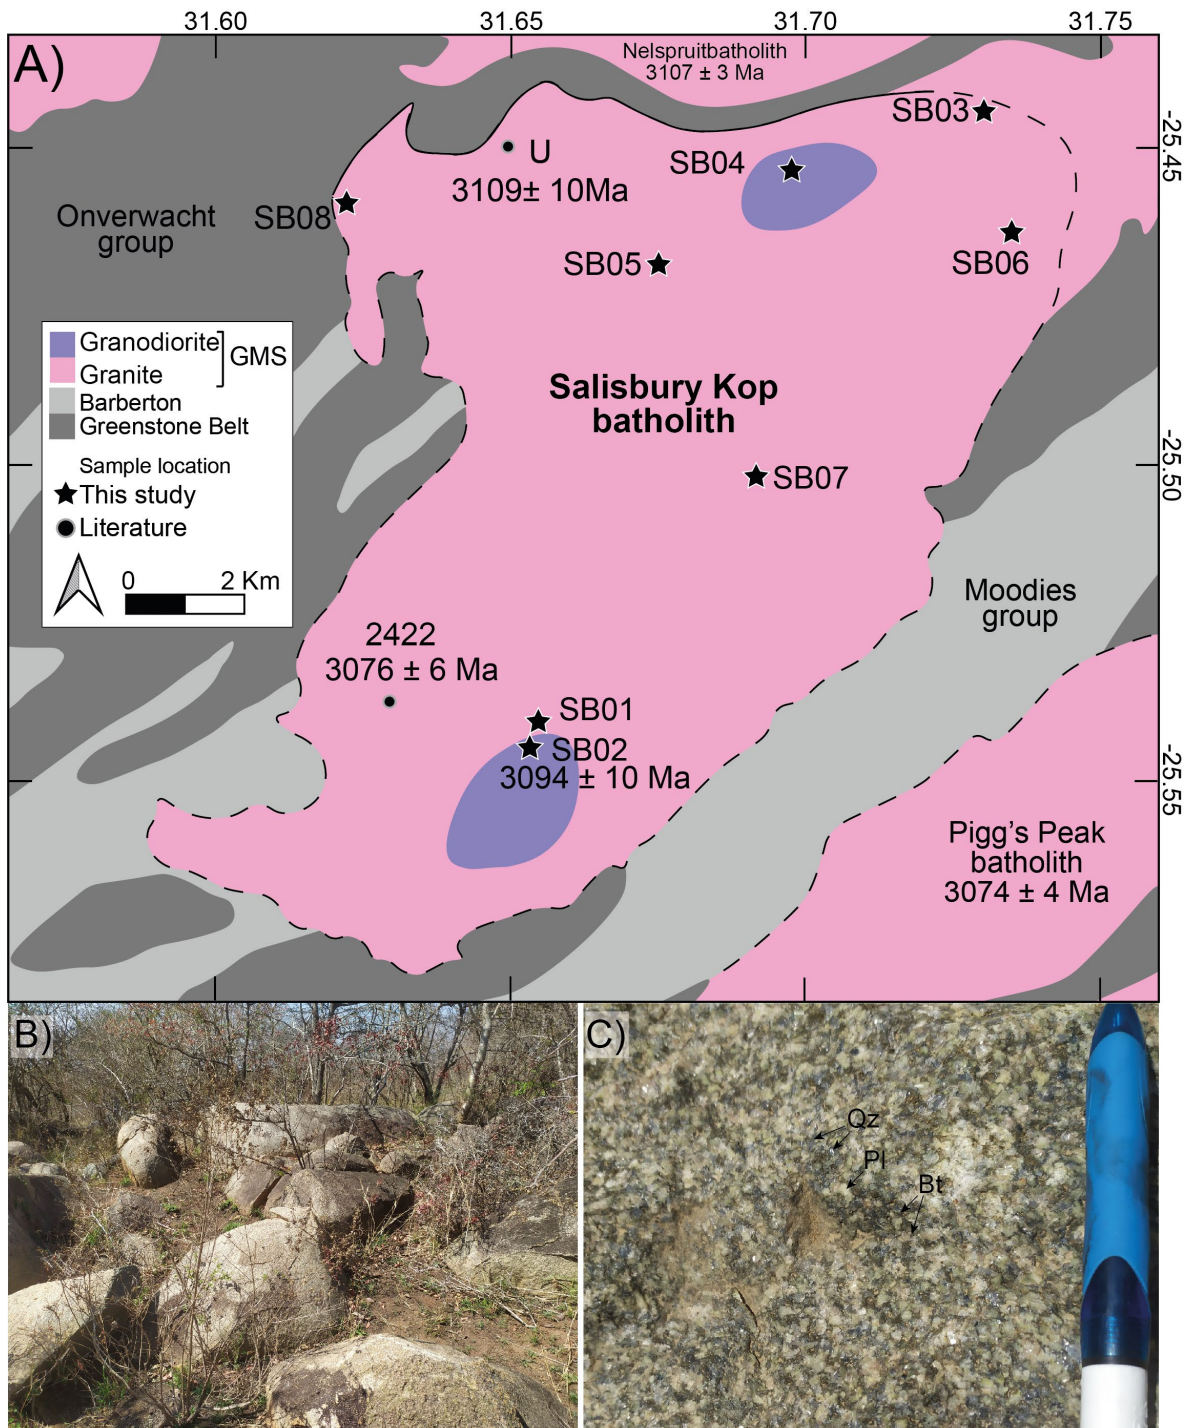 31.60 31.65 31.70 31.75
A)
Nelspruitbatholith
3107 ± 3 Ma
SB03
-25.45
U
3109± 10Ma
SB04
SB08
Onverwacht
group
SB05
SB06
Granodiorite
Granite
GMS
Barberton
Greenstone Belt
Sample location
This study
Literature
0 2 Km
Salisbury Kop
batholith
SB07
-25.50
Moodies
group
2422
3076 ± 6 Ma
SB01
SB02
3094 ± 10 Ma
-25.55
Pigg's Peak
batholith
3074 ± 4 Ma
B)
C)
Qz
Pl
Bt